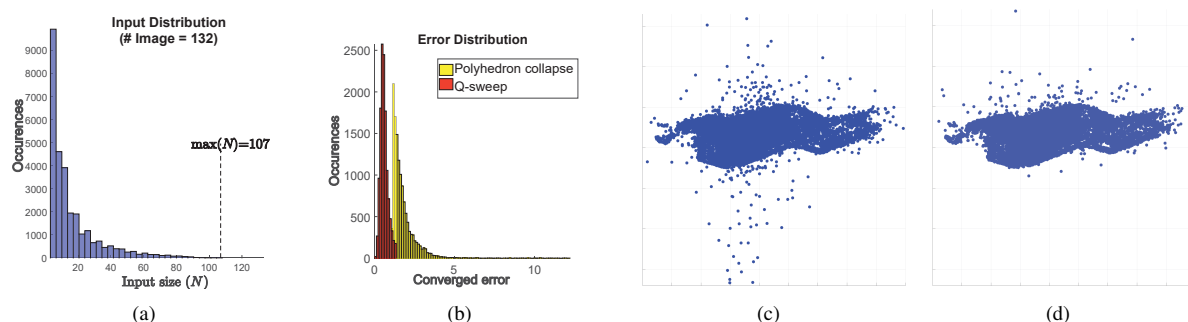 Input Distribution
(# Image = 132)
9000
8000
7000
6000
5000
4000
3000
2000
1000
0
Occurences
max(N)=107
20
40
60
80
100
120
Input size (N)
(a)
Error Distribution
2500
2000
1500
1000
500
0
Occurences
Polyhedron collapse
Q-sweep
0
5
10
Converged error
(b)
(c)
(d)